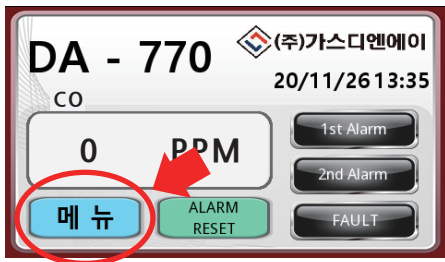 DA - 770
(주)가스디엔에이
20/11/26 13:35
CO
0 PPM
1st Alarm
2nd Alarm
메 뉴
ALARM
RESET
FAULT